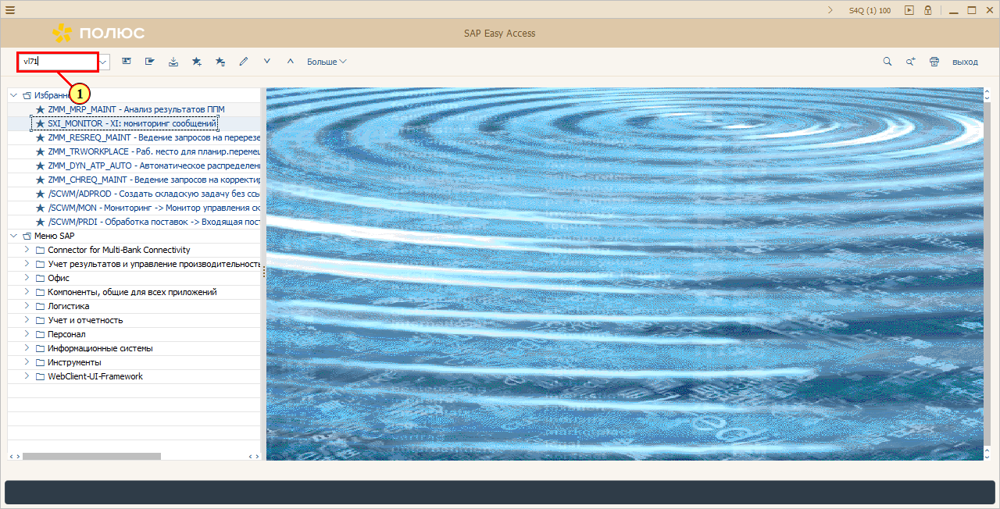 S4Q (1) 100
ПОЛЮС
SAP Easy Access
vl71
Больше
выход
1
Избранно
ZMM_MRP_MAINT - Анализ результатов ППМ
SXI_MONITOR - XI: мониторинг сообщений
ZMM_RESREQ_MAINT - Ведение запросов на перерезе
ZMM_TRWORKPLACE - Раб. место для планир.перемещ
ZMM_DYN_ATP_AUTO - Автоматическое распределени
ZMM_CHREQ_MAINT - Ведение запросов на корректир
/SCWM/ADPROD - Создать складскую задачу без ссы
/SCWM/MON - Мониторинг -> Монитор управления ск
/SCWM/PRDI - Обработка поставок -> Входящая пост
Меню SAP
Connector for Multi-Bank Connectivity
Учет результатов и управление производительность
Офис
Компоненты, общие для всех приложений
Логистика
Учет и отчетность
Персонал
Информационные системы
Инструменты
WebClient-UI-Framework